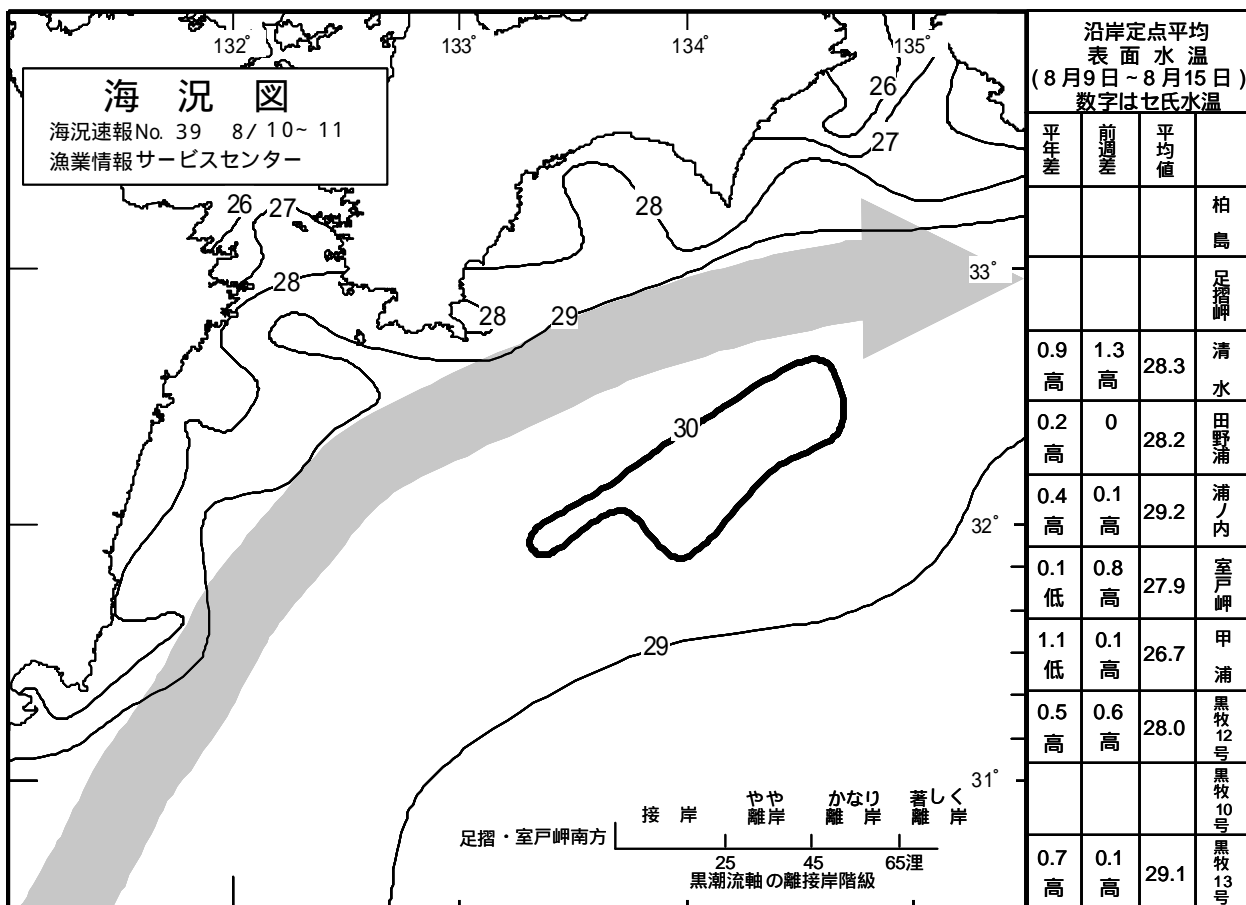 海況図
海況速報No. 39 8/ 10~ 11
漁業情報サービスセンター
132°
133°
134°
135°
26
27
26
27
28
28
28
29
33°
30
32°
29
31°
足摺・室戸岬南方
接岸
やや離岸
かなり離岸
著しく離岸
25
45
65浬
黒潮流軸の離接岸階級
沿岸定点平均
表面水温
(8月9日~8月15日)
数字はセ氏水温
平年差 前週差 平均値
柏島
足摺岬
0.9高 1.3高 28.3 清水
0.2高 0 28.2 田野浦
0.4高 0.1高 29.2 浦ノ内
0.1低 0.8高 27.9 室戸岬
1.1低 0.1高 26.7 甲浦
0.5高 0.6高 28.0 黒牧12号
黒牧10号
0.7高 0.1高 29.1 黒牧13号